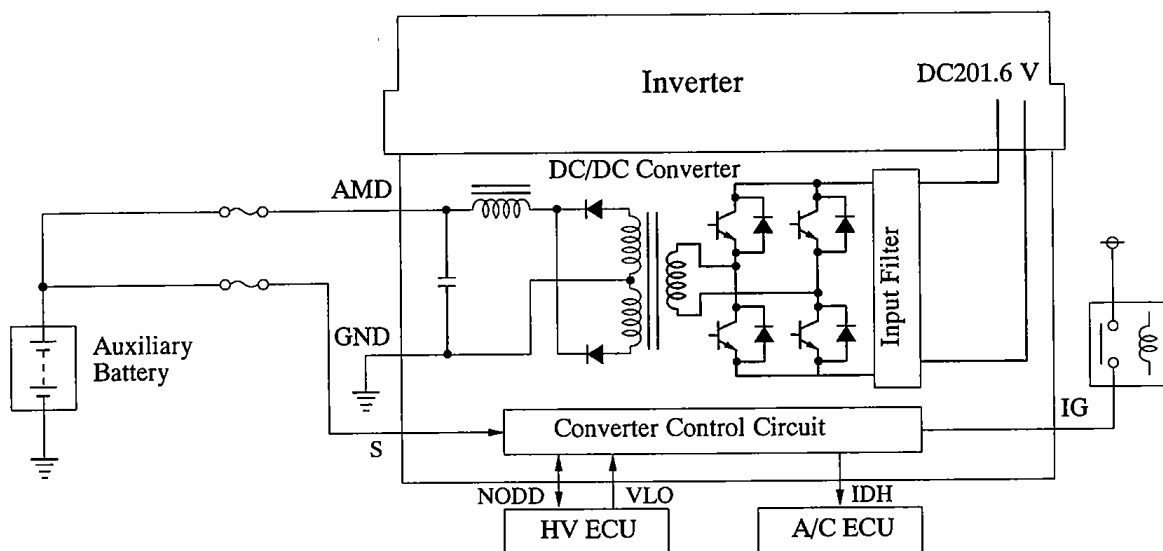 Inverter
DC201.6 V
DC/DC Converter
AMD
Input Filter
GND
Auxiliary
Battery
IG
Converter Control Circuit
S
NODD
VLO
IDH
HV ECU
A/C ECU